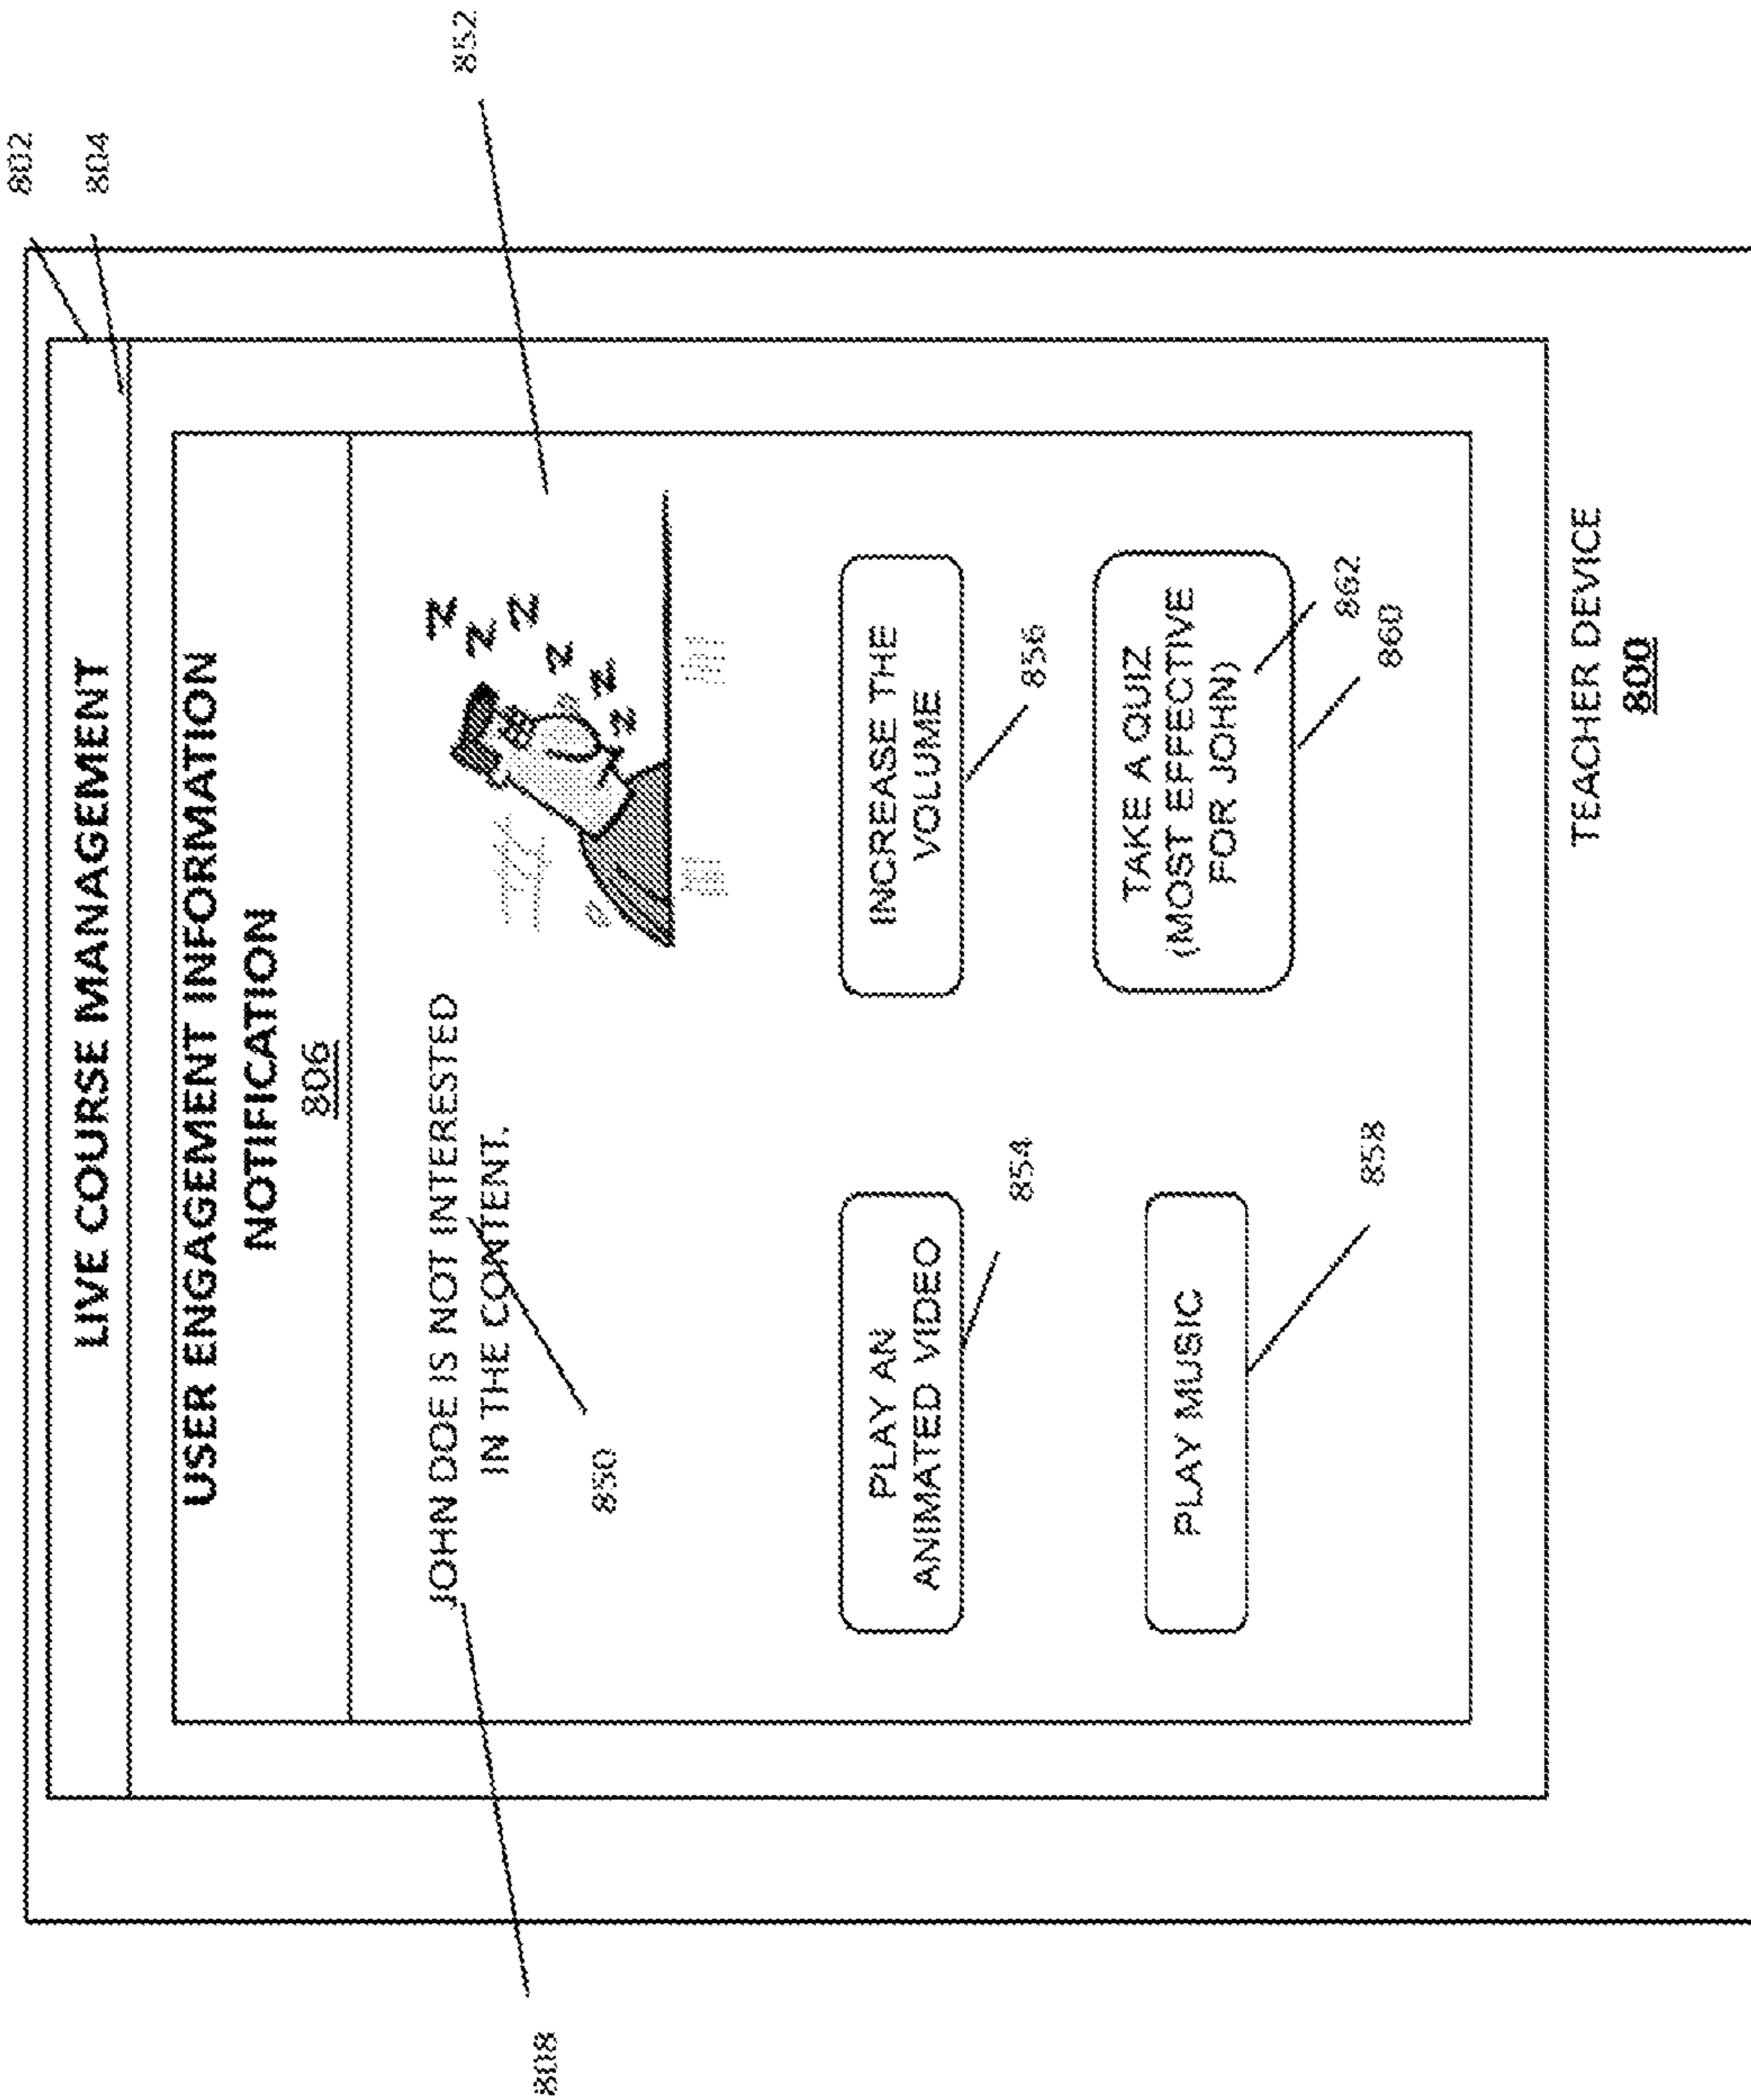 802
804
LIVE COURSE MANAGEMENT
USER ENGAGEMENT INFORMATION
NOTIFICATION
806
808
JOHN DOE IS NOT INTERESTED
IN THE CONTENT.
850
852
Z
Z
Z
Z
Z
Z
PLAY AN
ANIMATED VIDEO
854
INCREASE THE
VOLUME
856
PLAY MUSIC
858
TAKE A QUIZ
(MOST EFFECTIVE
FOR JOHN)
862
860
TEACHER DEVICE
800